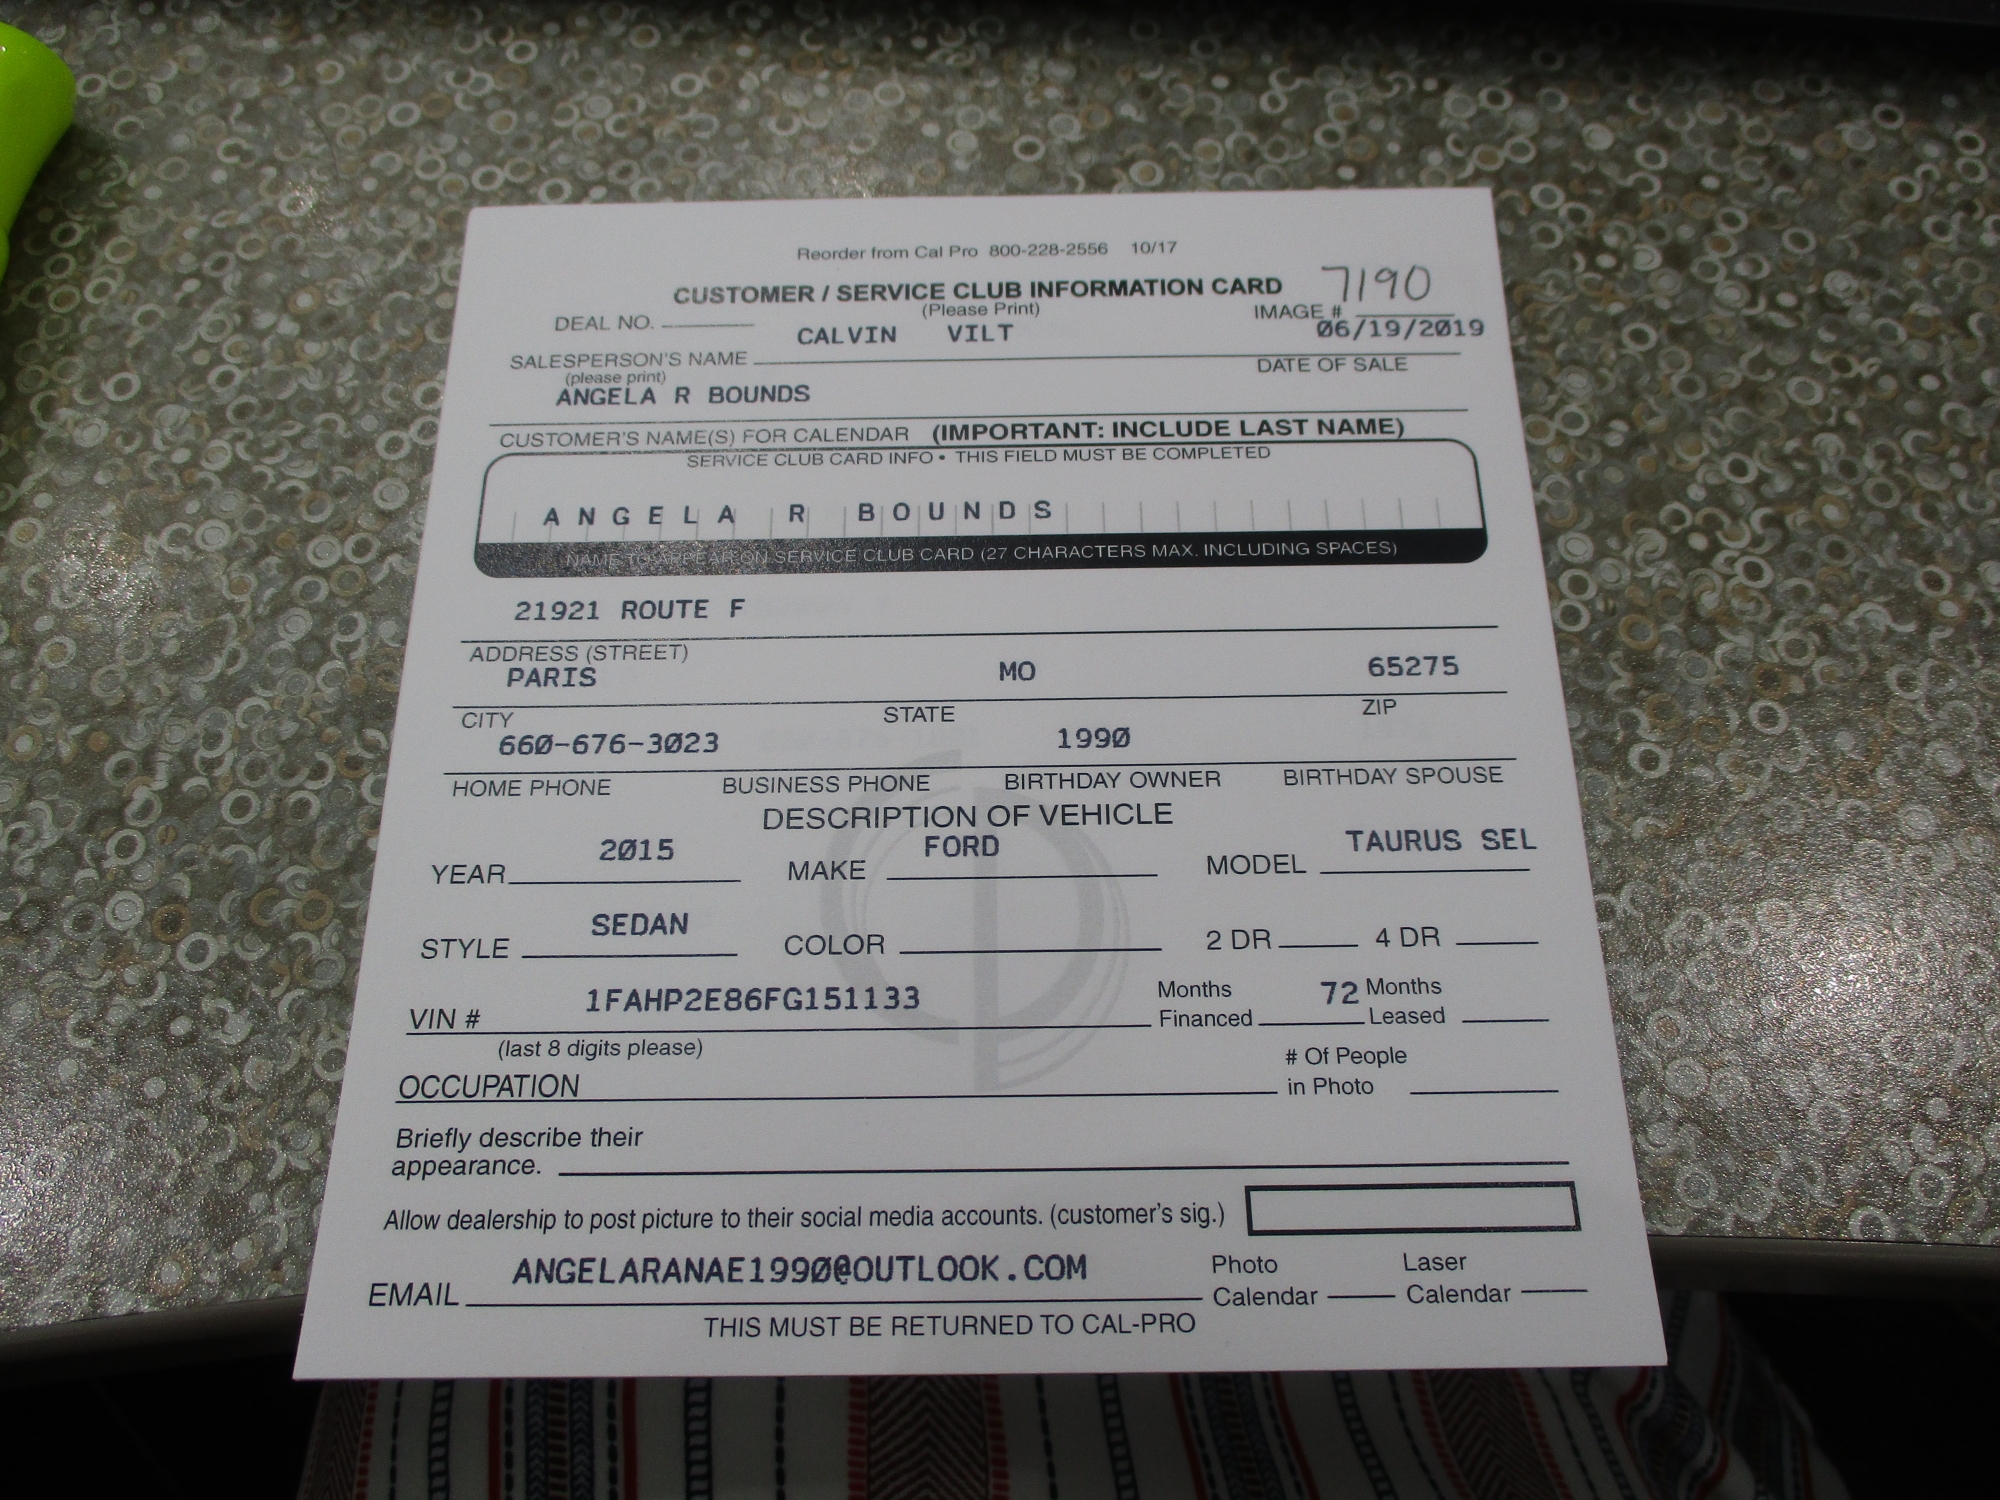 Reorder from Cal Pro 800-228-2556 10/17
CUSTOMER / SERVICE CLUB INFORMATION CARD 7190
(Please Print)
DEAL NO. IMAGE #
CALVIN VILT 06/19/2019
SALESPERSON'S NAME DATE OF SALE
(please print)
ANGELA R BOUNDS
CUSTOMER'S NAME(S) FOR CALENDAR (IMPORTANT: INCLUDE LAST NAME)
SERVICE CLUB CARD INFO • THIS FIELD MUST BE COMPLETED
ANGELA R BOUNDS
NAME TO APPEAR ON SERVICE CLUB CARD (27 CHARACTERS MAX. INCLUDING SPACES)
21921 ROUTE F
ADDRESS (STREET)
PARIS MO 65275
CITY STATE ZIP
660-676-3023 1990
HOME PHONE BUSINESS PHONE BIRTHDAY OWNER BIRTHDAY SPOUSE
DESCRIPTION OF VEHICLE
YEAR 2015 MAKE FORD MODEL TAURUS SEL
STYLE SEDAN COLOR 2 DR 4 DR
VIN # 1FAHP2E86FG151133 Months Financed 72 Months Leased
(last 8 digits please)
OCCUPATION # Of People in Photo
Briefly describe their
appearance.
Allow dealership to post picture to their social media accounts. (customer's sig.)
EMAIL ANGELARANAE1990@OUTLOOK.COM Photo Calendar Laser Calendar
THIS MUST BE RETURNED TO CAL-PRO